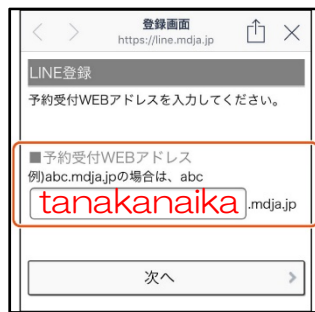 登録画面
https://line.mdja.jp
LINE登録
予約受付WEBアドレスを入力してください。
■予約受付WEBアドレス
例)abc.mdja.jpの場合は、abc
tanakanaika.mdja.jp
次へ